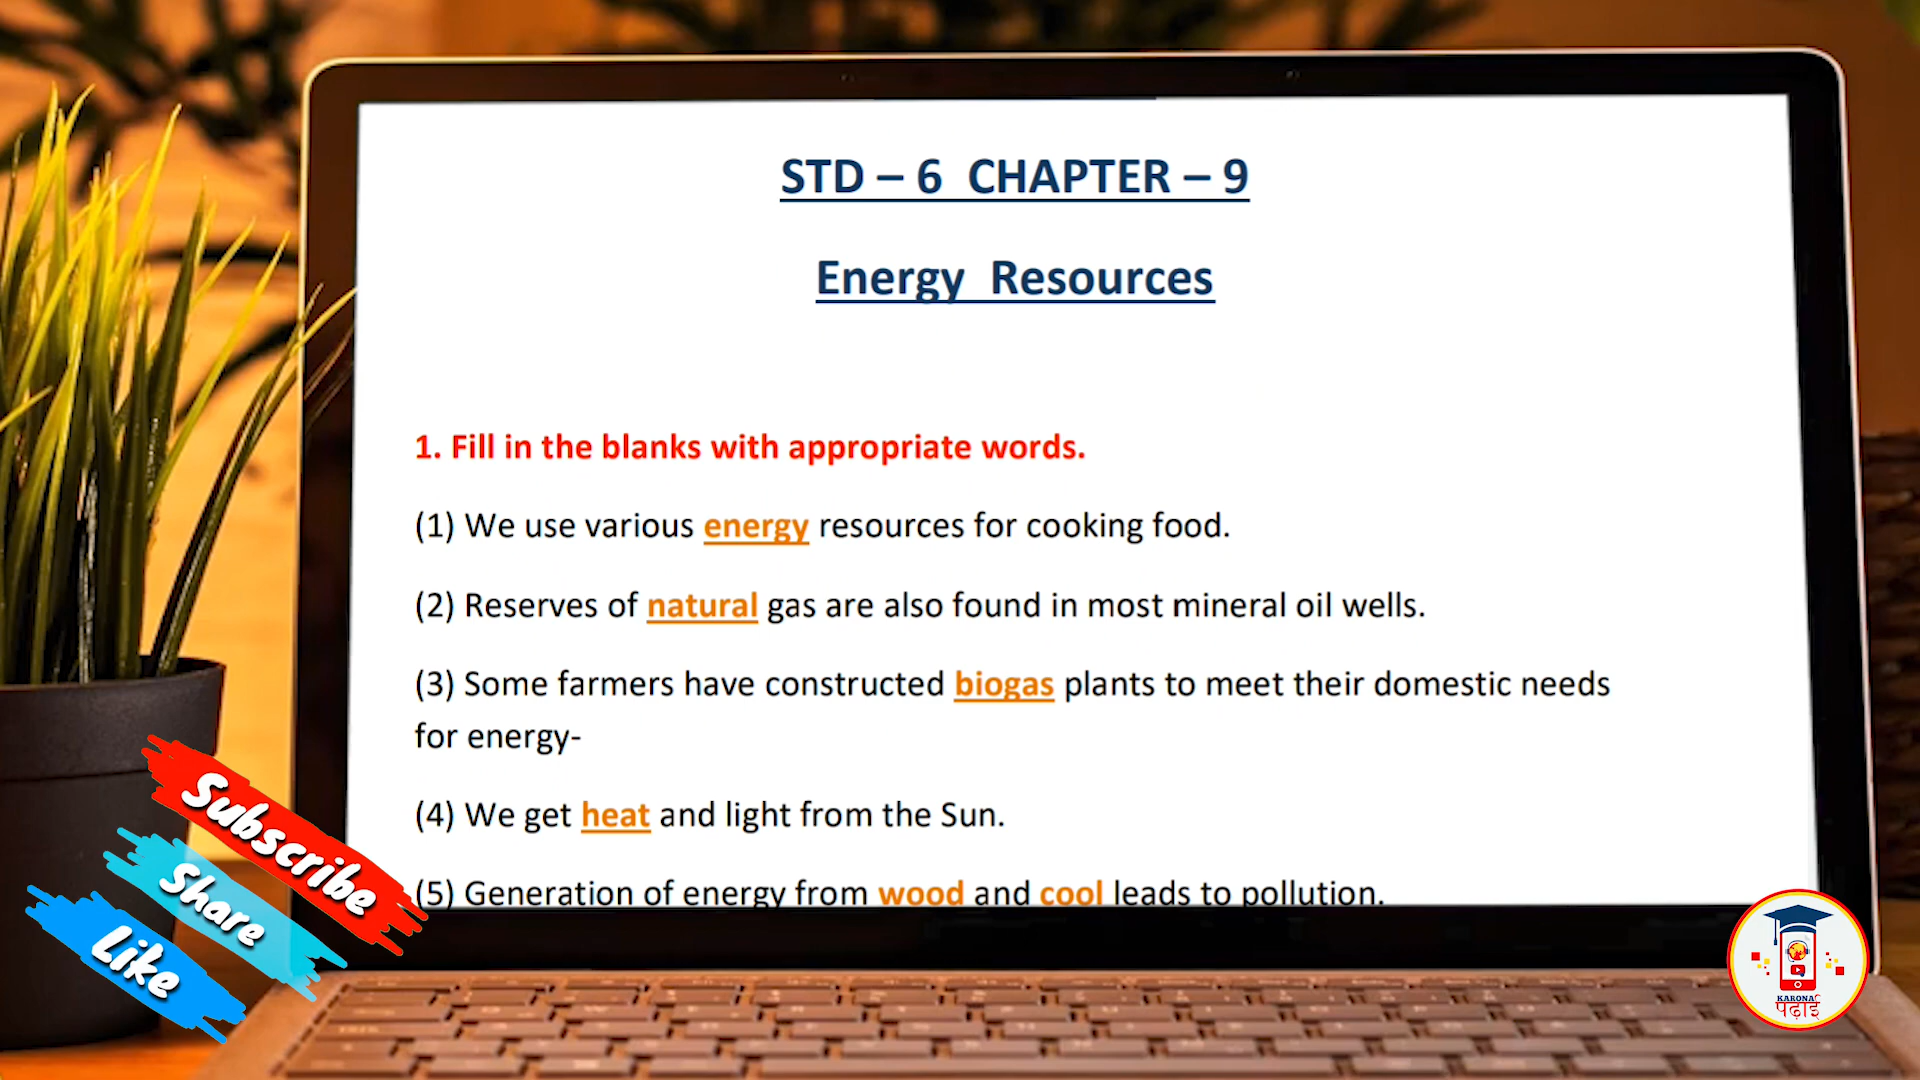 STD – 6 CHAPTER – 9
Energy Resources
1. Fill in the blanks with appropriate words.
(1) We use various energy resources for cooking food.
(2) Reserves of natural gas are also found in most mineral oil wells.
(3) Some farmers have constructed biogas plants to meet their domestic needs
for energy-
(4) We get heat and light from the Sun.
(5) Generation of energy from wood and cool leads to pollution.
Subscribe
Share
Like
KARONA
पढ़ाई